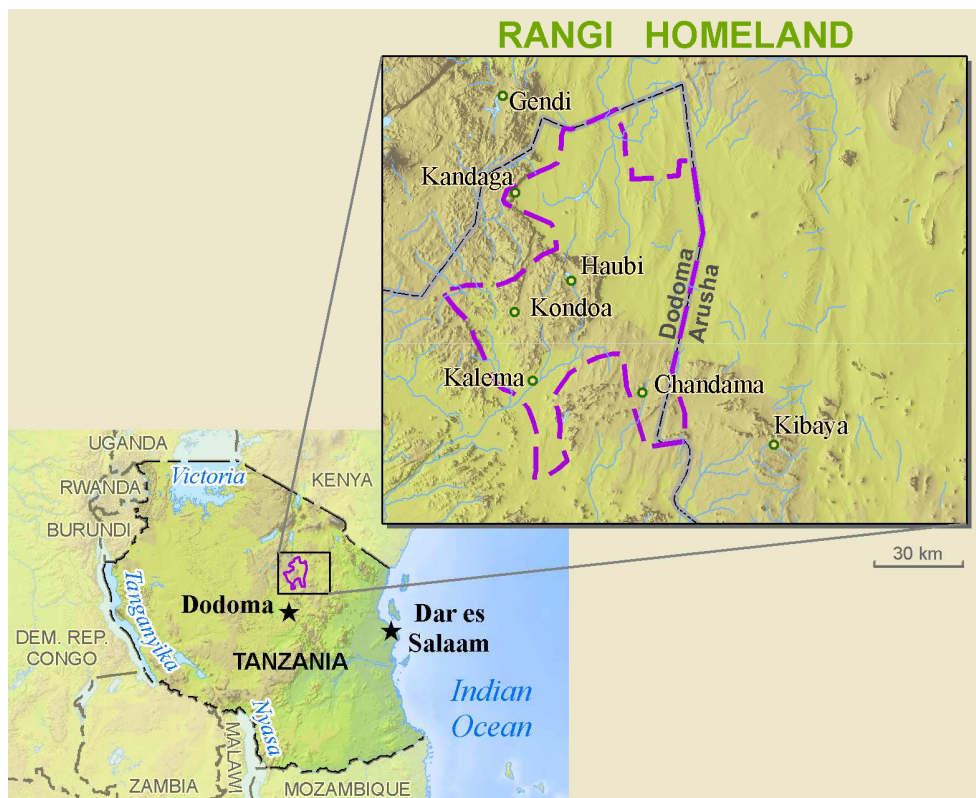 RANGI HOMELAND
Gendi
Kandaga
Haubi
Kondoa
Dodoma
Arusha
Kalema
Chandama
Kibaya
30 km
UGANDA
Victoria
KENYA
RWANDA
BURUNDI
Tanganyika
Dodoma
Dar es
Salaam
DEM. REP.
CONGO
TANZANIA
Indian
Ocean
Nyasa
MALAWI
ZAMBIA
MOZAMBIQUE